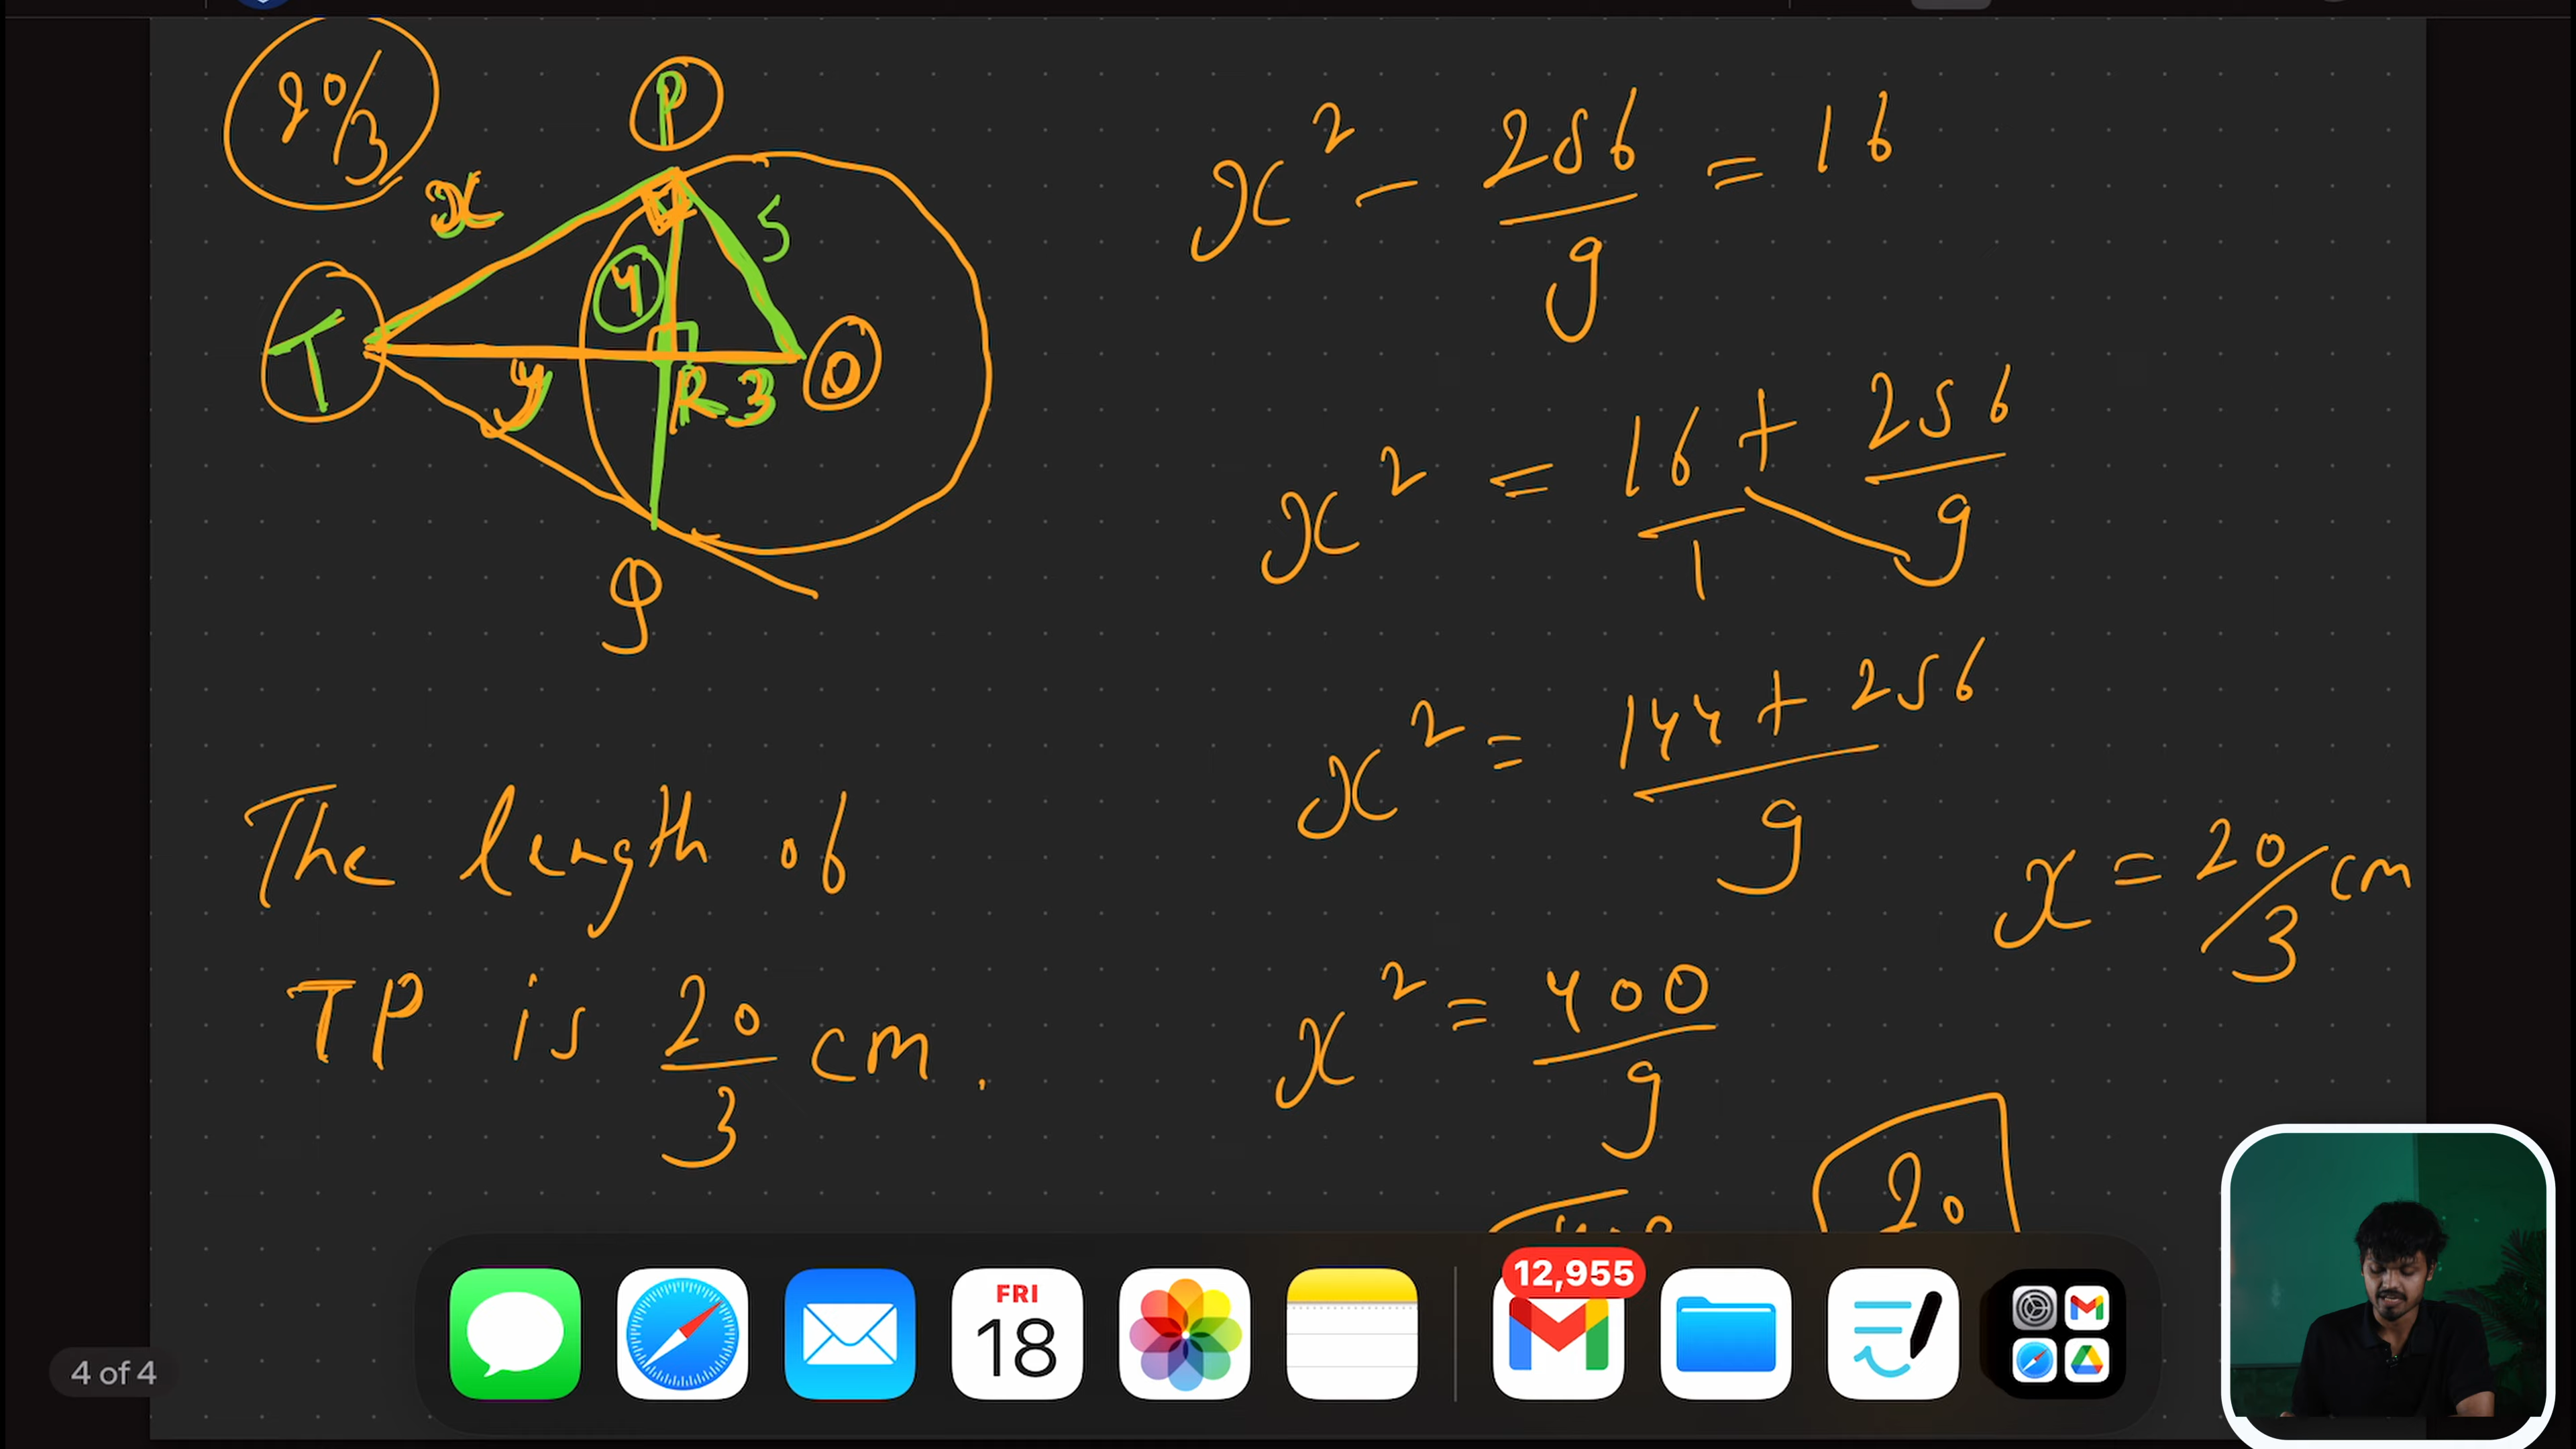 20/3
P
x
5
4
T
y
R 3
O
Q
The length of
TP is 20/3 cm.
x² - 256/9 = 16
x² = 16/1 + 256/9
x² = 144 + 256/9
x² = 400/9
x = 20/3 cm
400
20
FRI
18
12,955
4 of 4